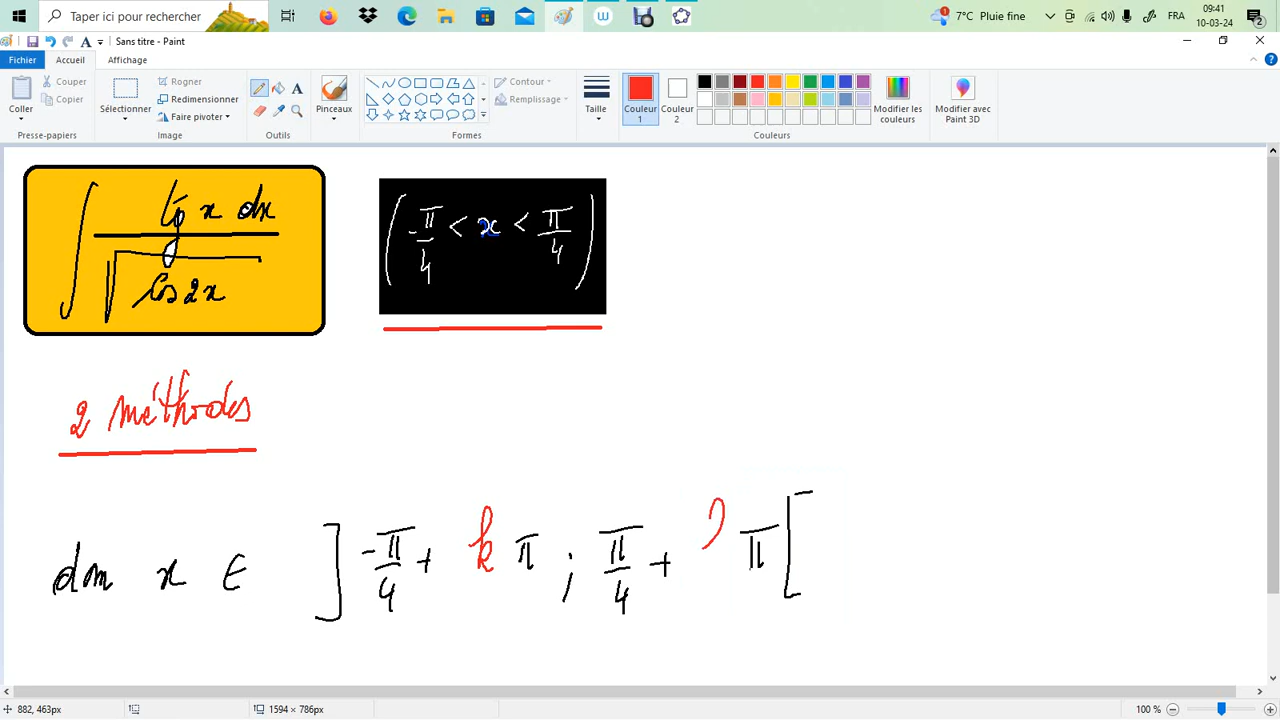 Taper ici pour rechercher
7°C Pluie fine
FRA
09:41
10-03-24
2
Sans titre - Paint
Fichier
Accueil
Affichage
Coller
Couper
Copier
Presse-papiers
Sélectionner
Rogner
Redimensionner
Faire pivoter
Image
A
Outils
Pinceaux
Contour
Remplissage
Formes
Taille
Couleur 1
Couleur 2
Modifier les couleurs
Couleurs
Modifier avec Paint 3D
∫ tg x dx / √cos 2x
( -π/4 < x < π/4 )
2 méthodes
x ∈ ] -π/4 + k π ; π/4 + π [
882, 463px
1594 × 786px
100 %